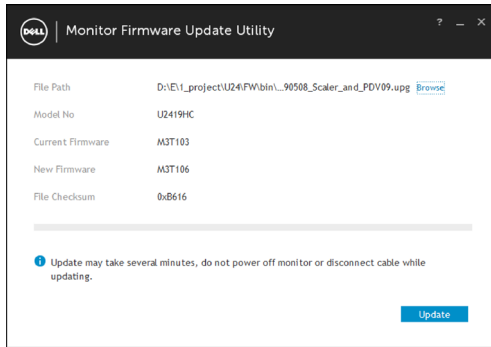 DELL Monitor Firmware Update Utility ? _ ×
File Path D:\E\1_project\U24\FW\bin\...90508_Scaler_and_PDV09.upg Browse
Model No U2419HC
Current Firmware M3T103
New Firmware M3T106
File Checksum 0xB616
Update may take several minutes, do not power off monitor or disconnect cable while
updating.
Update